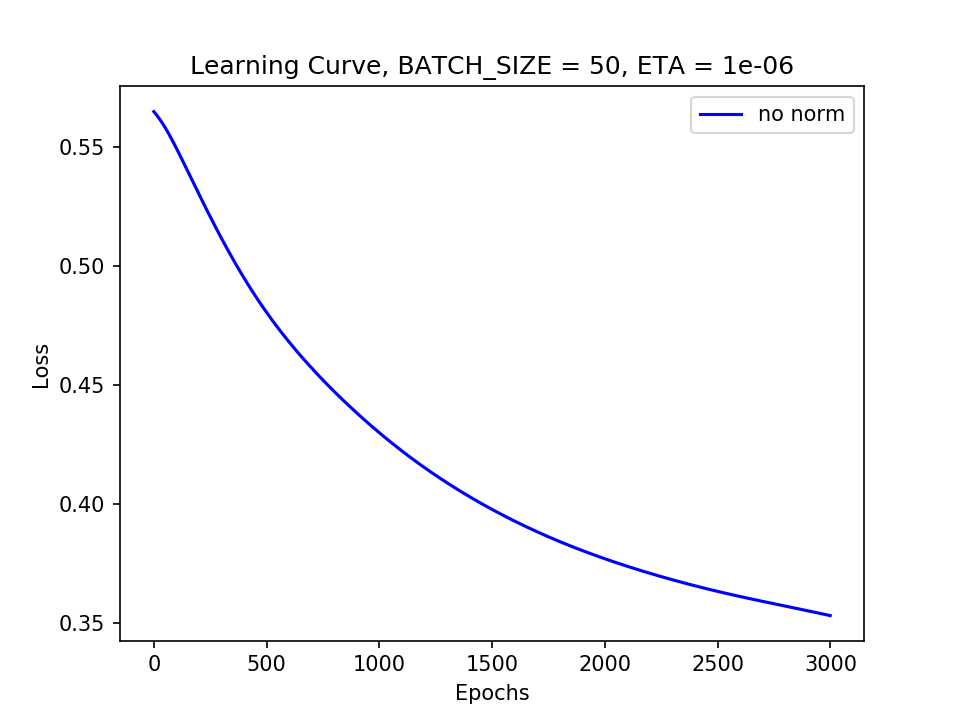 Learning Curve, BATCH_SIZE = 50, ETA = 1e-06
no norm
0.55
0.50
0.45
0.40
0.35
Loss
0 500 1000 1500 2000 2500 3000
Epochs